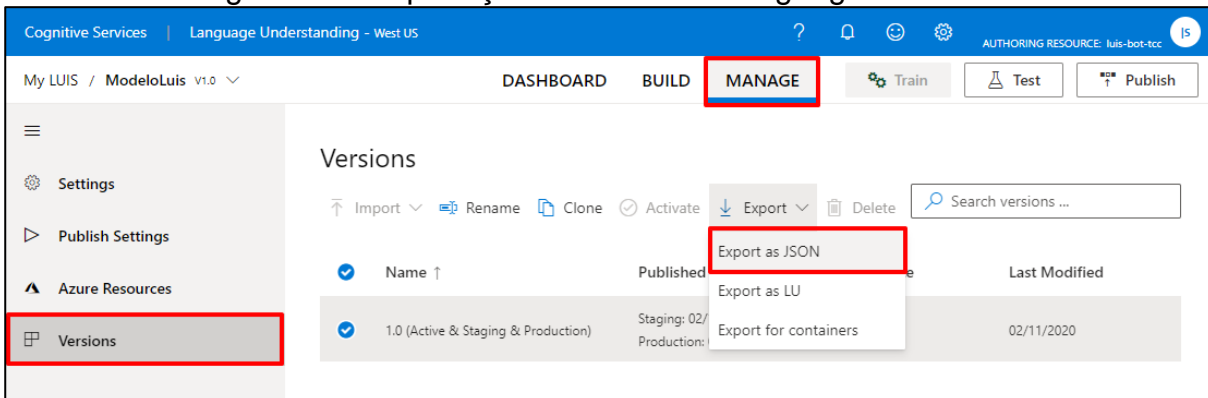 Cognitive Services | Language Understanding - West US ?
AUTHORING RESOURCE: luis-bot-tcc JS
My LUIS / ModeloLuis V1.0 DASHBOARD BUILD MANAGE Train Test Publish
Versions
Settings
Import Rename Clone Activate Export Delete Search versions ...
Publish Settings
Export as JSON
Name ↑ Published e Last Modified
Azure Resources
Export as LU
Versions
1.0 (Active & Staging & Production) Staging: 02/ 02/11/2020
Production:
Export for containers